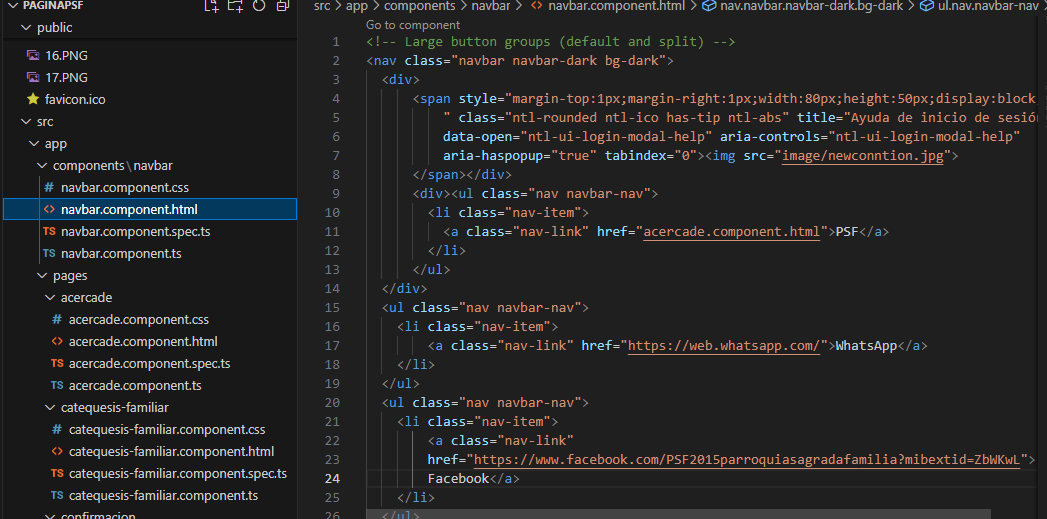 PAGINAPSF
public
16.PNG
17.PNG
favicon.ico
src
app
components\navbar
# navbar.component.css
<> navbar.component.html
TS navbar.component.spec.ts
TS navbar.component.ts
pages
acercade
# acercade.component.css
<> acercade.component.html
TS acercade.component.spec.ts
TS acercade.component.ts
catequesis-familiar
# catequesis-familiar.component.css
<> catequesis-familiar.component.html
TS catequesis-familiar.component.spec.ts
TS catequesis-familiar.component.ts
confirmacion
src > app > components > navbar > <> navbar.component.html > nav.navbar.navbar-dark.bg-dark > ul.nav.navbar-nav >
Go to component
1 <!-- Large button groups (default and split) -->
2 <nav class="navbar navbar-dark bg-dark">
3 <div>
4 <span style="margin-top:1px;margin-right:1px;width:80px;height:50px;display:block
5 " class="ntl-rounded ntl-ico has-tip ntl-abs" title="Ayuda de inicio de sesió
6 data-open="ntl-ui-login-modal-help" aria-controls="ntl-ui-login-modal-help"
7 aria-haspopup="true" tabindex="0"><img src="image/newconntion.jpg">
8 </span></div>
9 <div><ul class="nav navbar-nav">
10 <li class="nav-item">
11 <a class="nav-link" href="acercade.component.html">PSF</a>
12 </li>
13 </ul>
14 </div>
15 <ul class="nav navbar-nav">
16 <li class="nav-item">
17 <a class="nav-link" href="https://web.whatsapp.com/">WhatsApp</a>
18 </li>
19 </ul>
20 <ul class="nav navbar-nav">
21 <li class="nav-item">
22 <a class="nav-link"
23 href="https://www.facebook.com/PSF2015parroquiasagradafamilia?mibextid=ZbWKwL">
24 Facebook</a>
25 </li>
26 </ul>